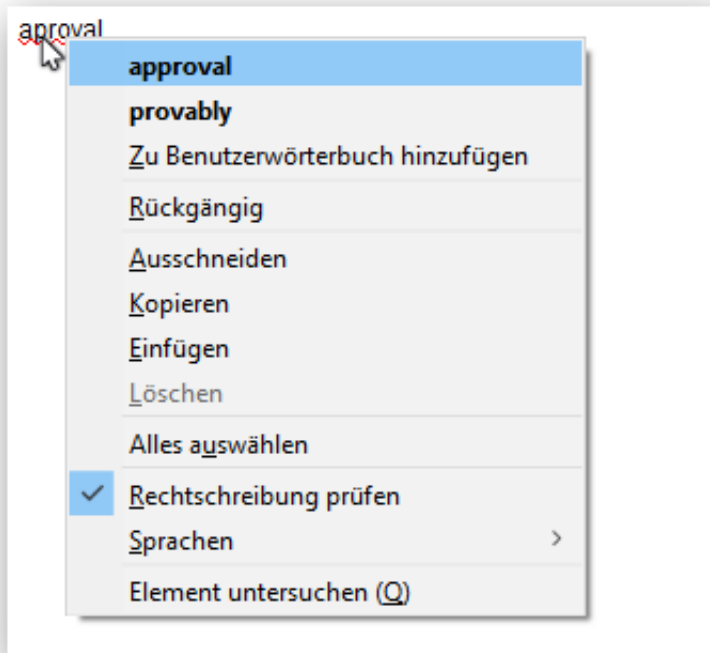 aproval
approval
provably
Zu Benutzerwörterbuch hinzufügen
Rückgängig
Ausschneiden
Kopieren
Einfügen
Löschen
Alles auswählen
Rechtschreibung prüfen
Sprachen
Element untersuchen (Q)